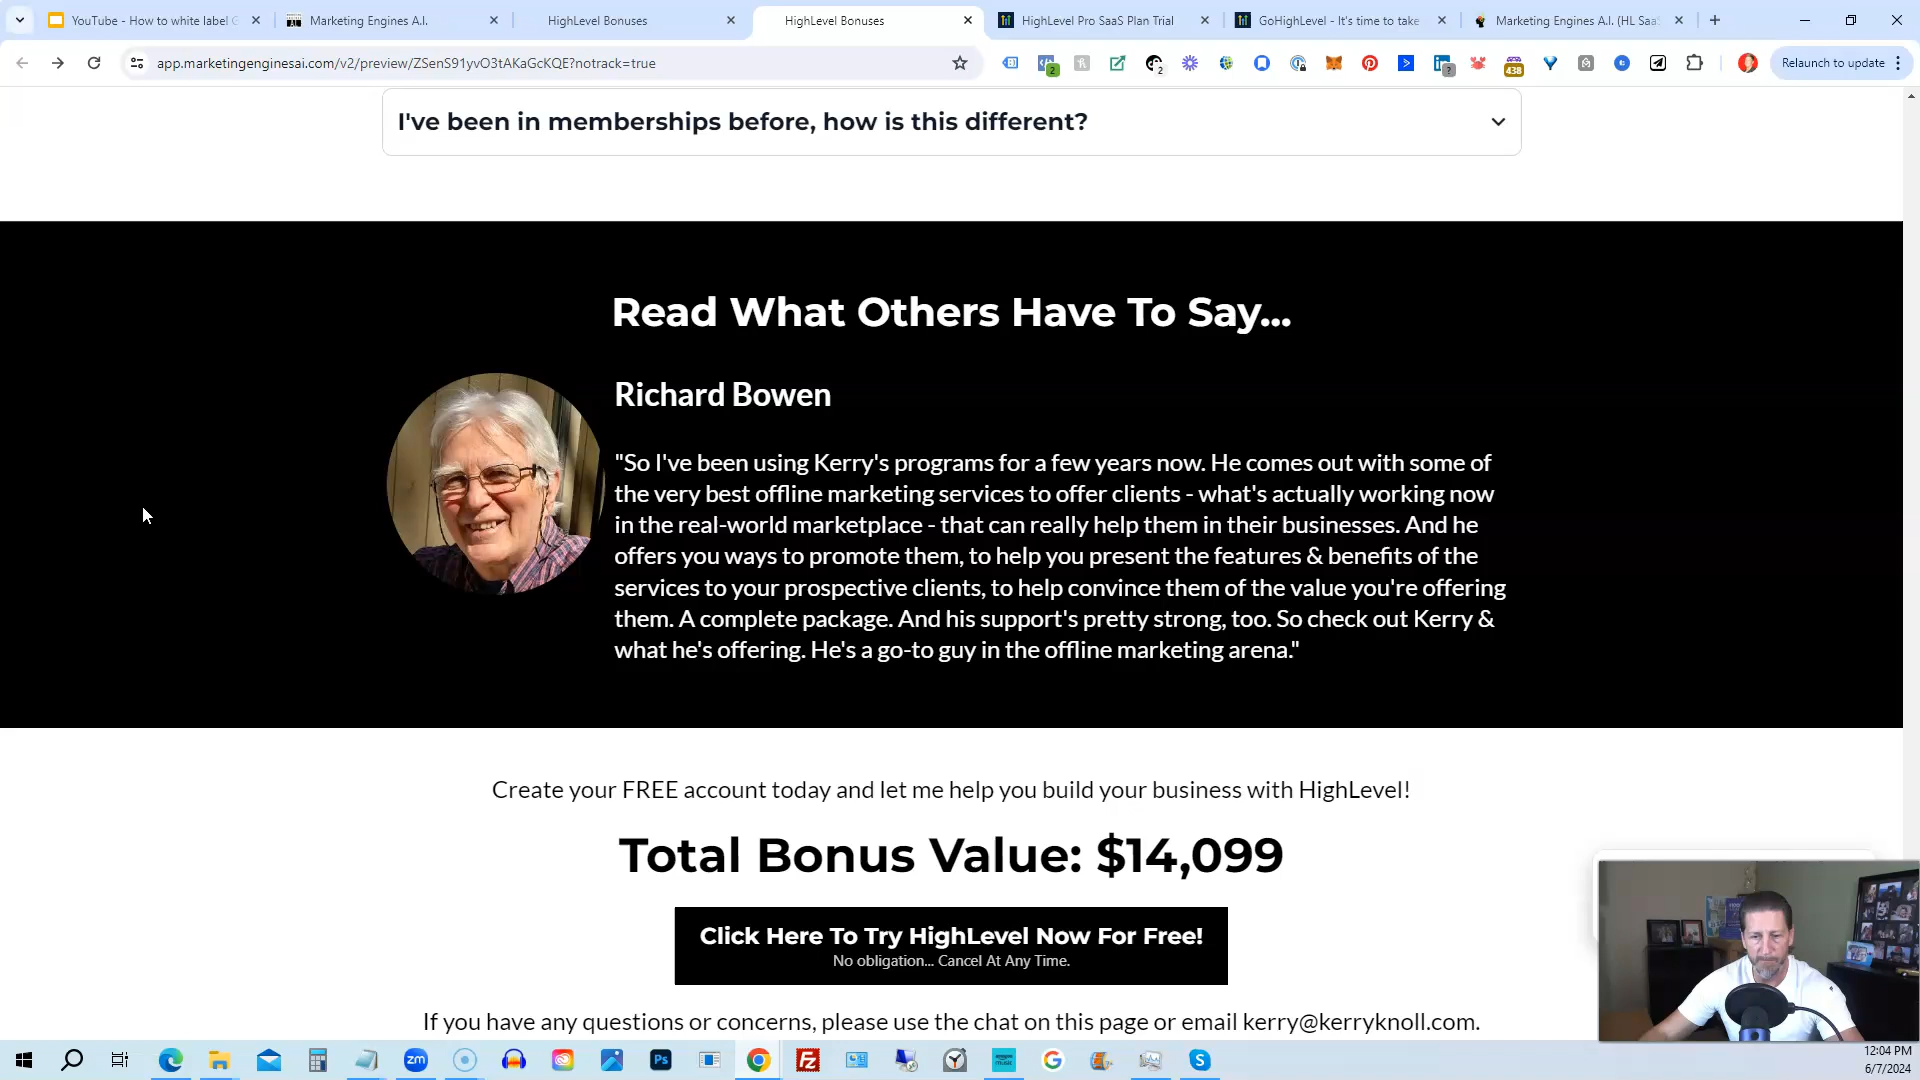 YouTube - How to white label G
Marketing Engines A.I.
HighLevel Bonuses
HighLevel Bonuses
HighLevel Pro SaaS Plan Trial
GoHighLevel - It's time to take
Marketing Engines A.I. (HL Saa
app.marketingenginesai.com/v2/preview/ZSenS91yvO3tAKaGcKQE?notrack=true
2
2
?
438
Relaunch to update
I've been in memberships before, how is this different?
Read What Others Have To Say...
Richard Bowen
"So I've been using Kerry's programs for a few years now. He comes out with some of
the very best offline marketing services to offer clients - what's actually working now
in the real-world marketplace - that can really help them in their businesses. And he
offers you ways to promote them, to help you present the features & benefits of the
services to your prospective clients, to help convince them of the value you're offering
them. A complete package. And his support's pretty strong, too. So check out Kerry &
what he's offering. He's a go-to guy in the offline marketing arena."
Create your FREE account today and let me help you build your business with HighLevel!
Total Bonus Value: $14,099
Click Here To Try HighLevel Now For Free!
No obligation... Cancel At Any Time.
If you have any questions or concerns, please use the chat on this page or email kerry@kerryknoll.com.
zm
Ps
FZ
amazon
music
12:04 PM
6/7/2024